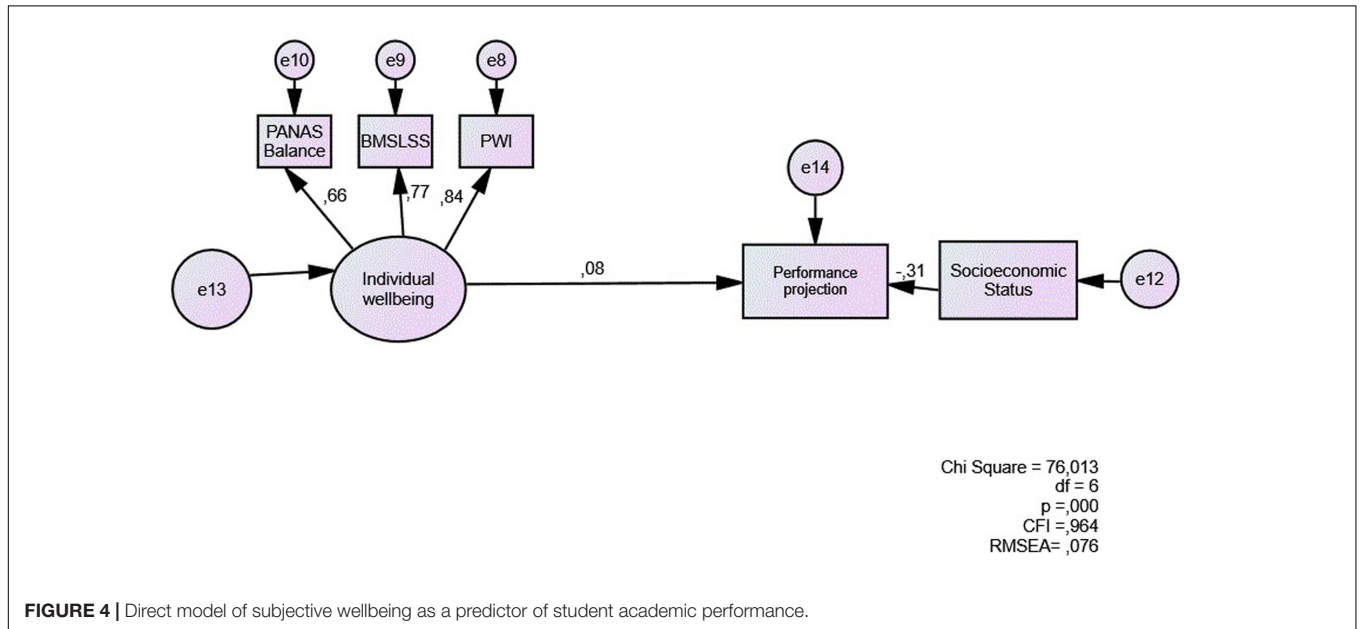 e10
e9
e8
PANAS
Balance
BMSLSS
PWI
,66
,77
,84
e14
e13
Individual
wellbeing
,08
Performance
projection
-,31
Socioeconomic
Status
e12
Chi Square = 76,013
df = 6
p =,000
CFI =,964
RMSEA= ,076
FIGURE 4 | Direct model of subjective wellbeing as a predictor of student academic performance.